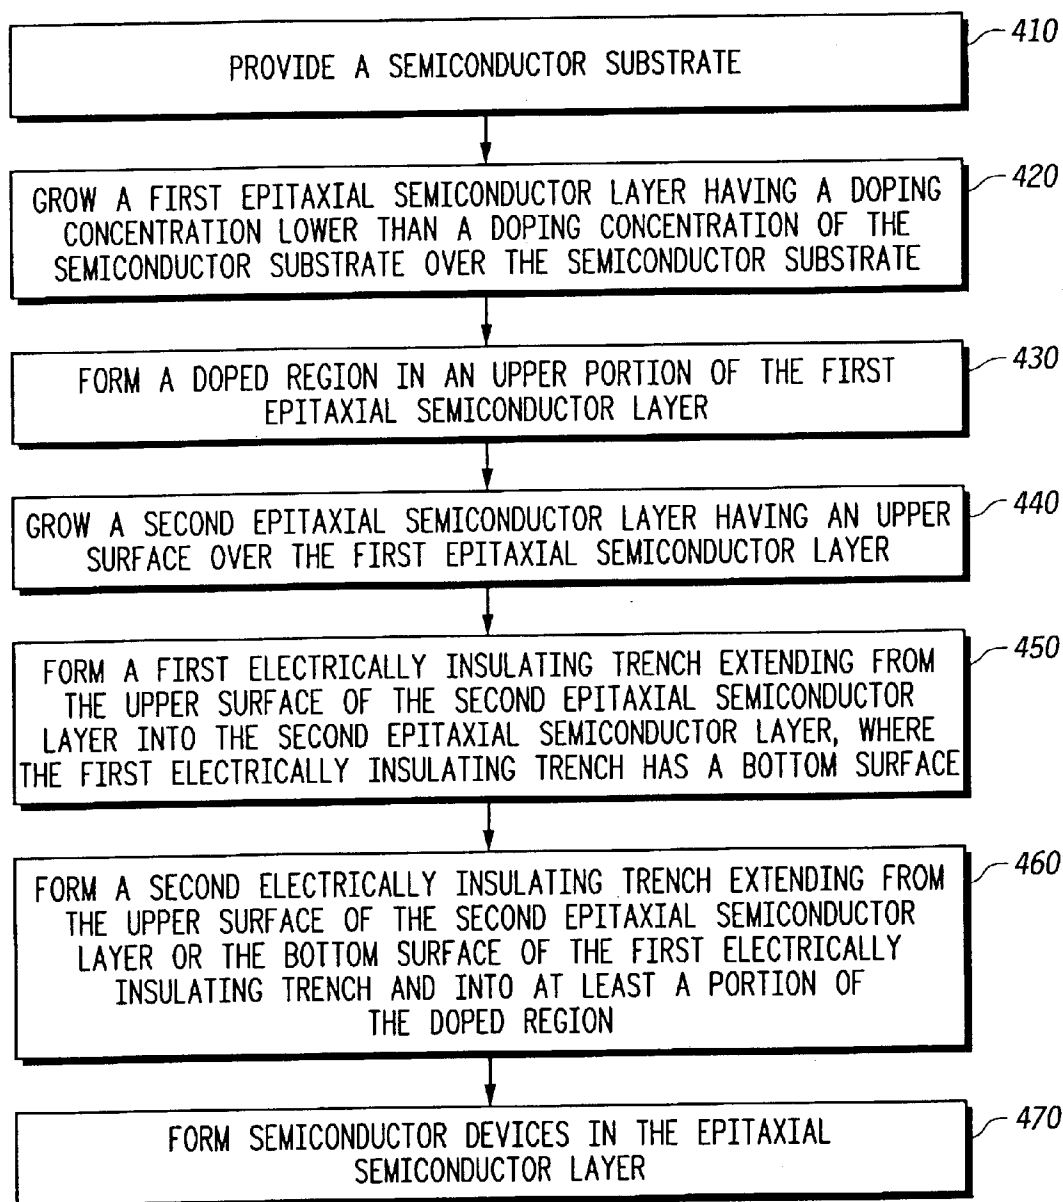 410
PROVIDE A SEMICONDUCTOR SUBSTRATE
420
GROW A FIRST EPITAXIAL SEMICONDUCTOR LAYER HAVING A DOPING
CONCENTRATION LOWER THAN A DOPING CONCENTRATION OF THE
SEMICONDUCTOR SUBSTRATE OVER THE SEMICONDUCTOR SUBSTRATE
430
FORM A DOPED REGION IN AN UPPER PORTION OF THE FIRST
EPITAXIAL SEMICONDUCTOR LAYER
440
GROW A SECOND EPITAXIAL SEMICONDUCTOR LAYER HAVING AN UPPER
SURFACE OVER THE FIRST EPITAXIAL SEMICONDUCTOR LAYER
450
FORM A FIRST ELECTRICALLY INSULATING TRENCH EXTENDING FROM
THE UPPER SURFACE OF THE SECOND EPITAXIAL SEMICONDUCTOR
LAYER INTO THE SECOND EPITAXIAL SEMICONDUCTOR LAYER, WHERE
THE FIRST ELECTRICALLY INSULATING TRENCH HAS A BOTTOM SURFACE
460
FORM A SECOND ELECTRICALLY INSULATING TRENCH EXTENDING FROM
THE UPPER SURFACE OF THE SECOND EPITAXIAL SEMICONDUCTOR
LAYER OR THE BOTTOM SURFACE OF THE FIRST ELECTRICALLY
INSULATING TRENCH AND INTO AT LEAST A PORTION OF
THE DOPED REGION
470
FORM SEMICONDUCTOR DEVICES IN THE EPITAXIAL
SEMICONDUCTOR LAYER